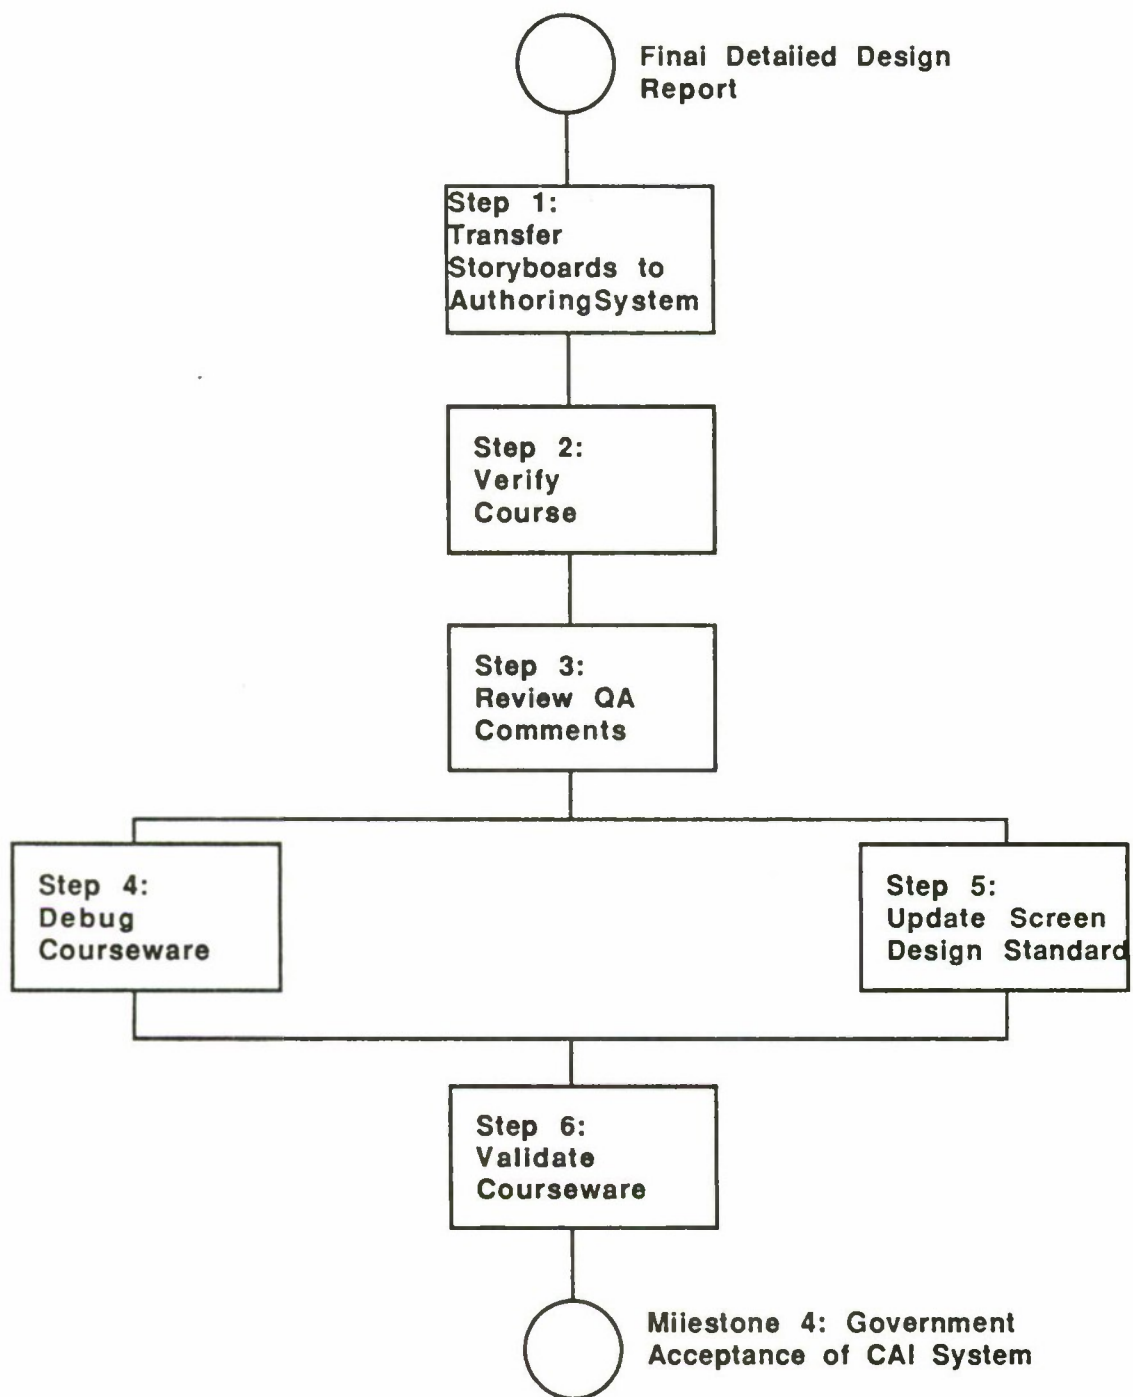 Final Detailed Design
Report
Step 1:
Transfer
Storyboards to
AuthoringSystem
Step 2:
Verify
Course
Step 3:
Review QA
Comments
Step 4:
Debug
Courseware
Step 5:
Update Screen
Design Standard
Step 6:
Validate
Courseware
Milestone 4: Government
Acceptance of CAI System